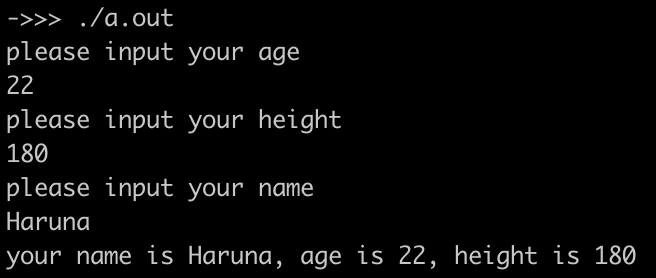 ->>> ./a.out
please input your age
22
please input your height
180
please input your name
Haruna
your name is Haruna, age is 22, height is 180